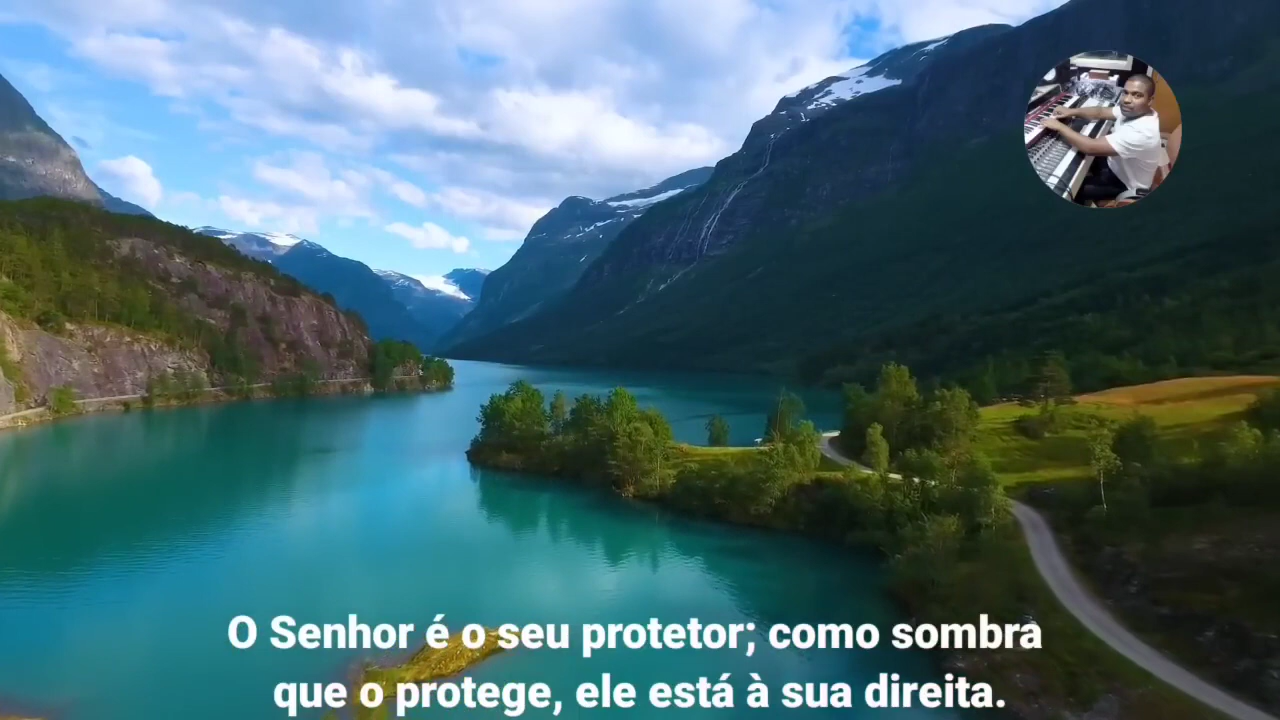 O Senhor é o seu protetor; como sombra
que o protege, ele está à sua direita.